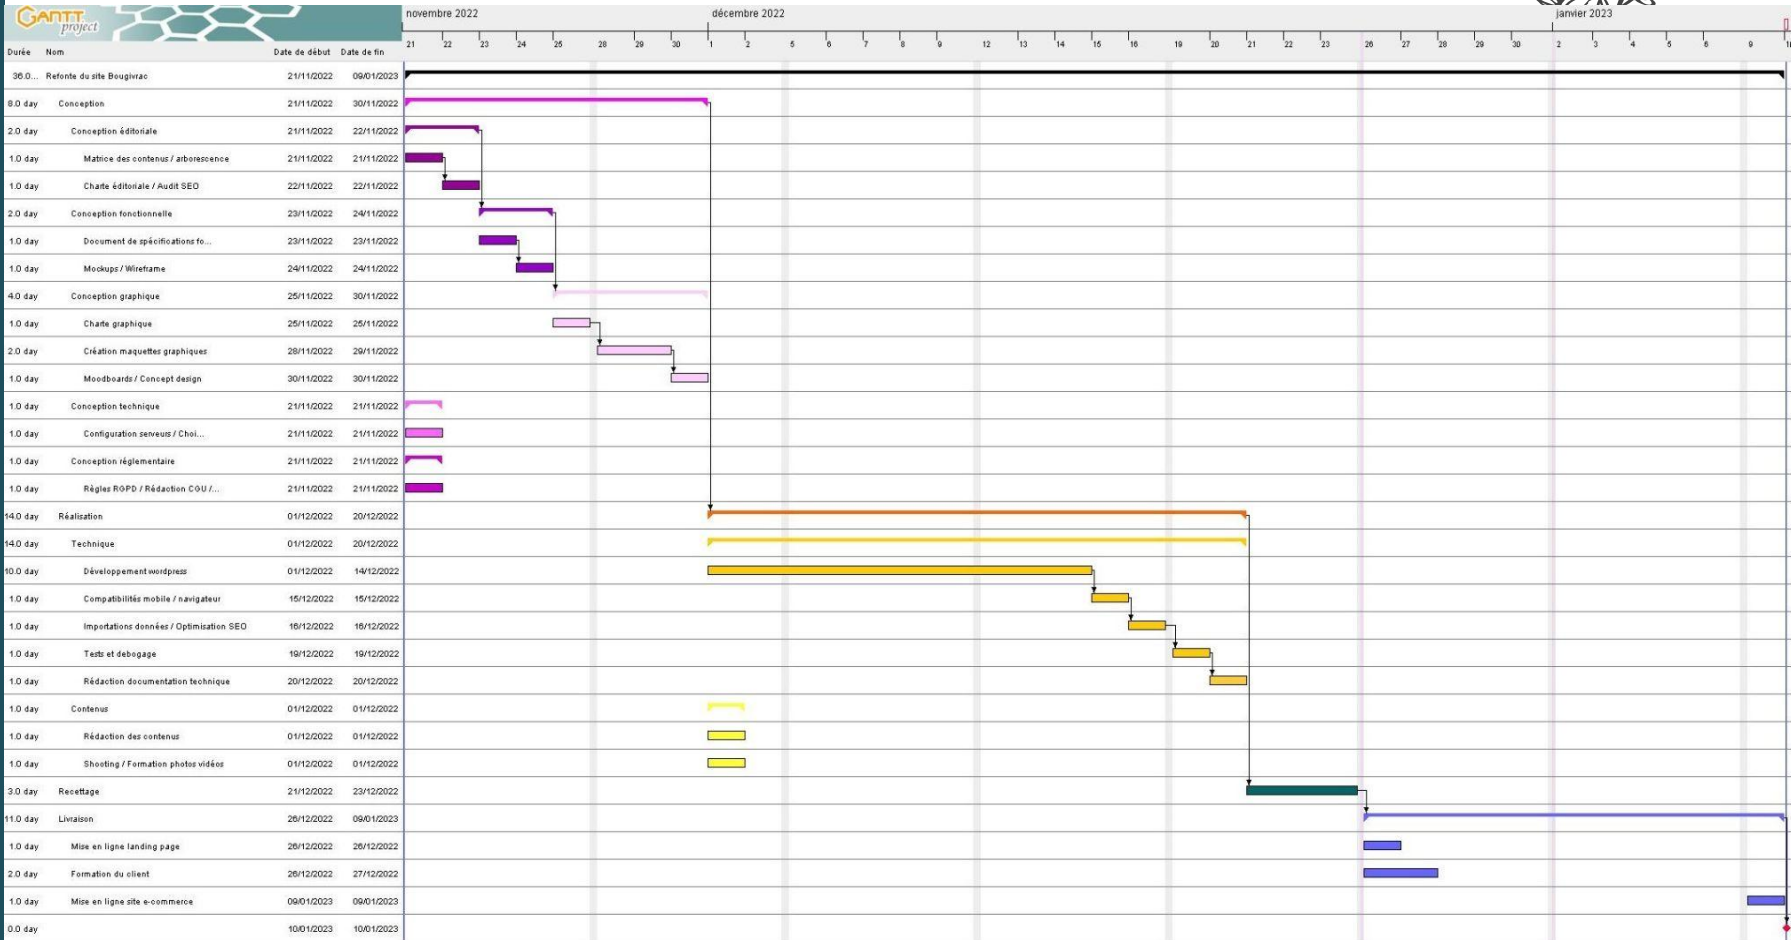 GANTT project
novembre 2022 décembre 2022 janvier 2023
21 22 23 24 25 28 29 30 1 2 5 6 7 8 9 12 13 14 15 16 19 20 21 22 23 26 27 28 29 30 2 3 4 5 6 9
Durée Nom Date de début Date de fin
36.0... Refonte du site Bougivrac 21/11/2022 09/01/2023
8.0 day Conception 21/11/2022 30/11/2022
2.0 day Conception éditoriale 21/11/2022 22/11/2022
1.0 day Matrice des contenus / arborescence 21/11/2022 21/11/2022
1.0 day Charte éditoriale / Audit SEO 22/11/2022 22/11/2022
2.0 day Conception fonctionnelle 23/11/2022 24/11/2022
1.0 day Document de spécifications fo... 23/11/2022 23/11/2022
1.0 day Mockups / Wireframe 24/11/2022 24/11/2022
4.0 day Conception graphique 25/11/2022 30/11/2022
1.0 day Charte graphique 25/11/2022 25/11/2022
2.0 day Création maquettes graphiques 28/11/2022 29/11/2022
1.0 day Moodboards / Concept design 30/11/2022 30/11/2022
1.0 day Conception technique 21/11/2022 21/11/2022
1.0 day Configuration serveurs / Choi... 21/11/2022 21/11/2022
1.0 day Conception réglementaire 21/11/2022 21/11/2022
1.0 day Règles RGPD / Rédaction CGU /... 21/11/2022 21/11/2022
14.0 day Réalisation 01/12/2022 20/12/2022
14.0 day Technique 01/12/2022 20/12/2022
10.0 day Développement wordpress 01/12/2022 14/12/2022
1.0 day Compatibilités mobile / navigateur 15/12/2022 15/12/2022
1.0 day Importations données / Optimisation SEO 16/12/2022 16/12/2022
1.0 day Tests et debogage 19/12/2022 19/12/2022
1.0 day Rédaction documentation technique 20/12/2022 20/12/2022
1.0 day Contenus 01/12/2022 01/12/2022
1.0 day Rédaction des contenus 01/12/2022 01/12/2022
1.0 day Shooting / Formation photos vidéos 01/12/2022 01/12/2022
3.0 day Recettage 21/12/2022 23/12/2022
11.0 day Livraison 26/12/2022 09/01/2023
1.0 day Mise en ligne landing page 26/12/2022 26/12/2022
2.0 day Formation du client 26/12/2022 27/12/2022
1.0 day Mise en ligne site e-commerce 09/01/2023 09/01/2023
0.0 day 10/01/2023 10/01/2023